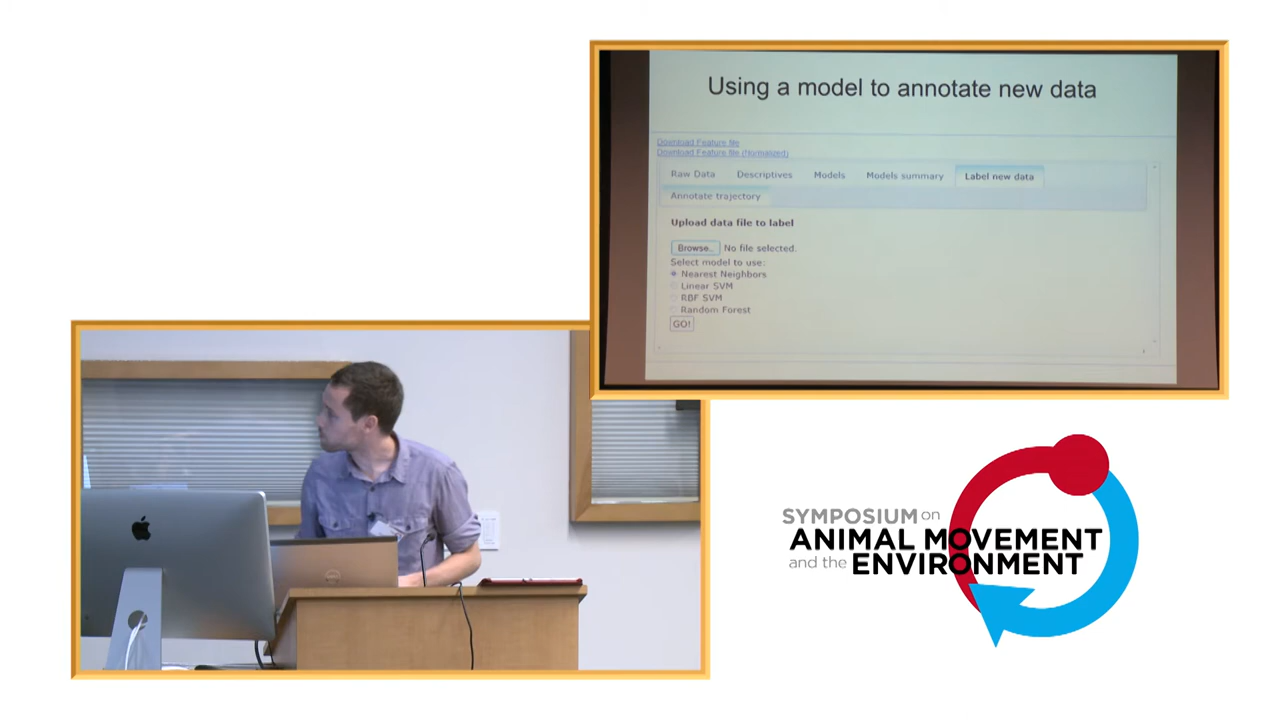 Using a model to annotate new data
Download Feature file
Download Feature file (Normalized)
Raw Data Descriptives Models Models summary Label new data
Annotate trajectory
Upload data file to label
Browse.. No file selected.
Select model to use:
Nearest Neighbors
Linear SVM
RBF SVM
Random Forest
GO!
SYMPOSIUM on
ANIMAL MOVEMENT
and the ENVIRONMENT